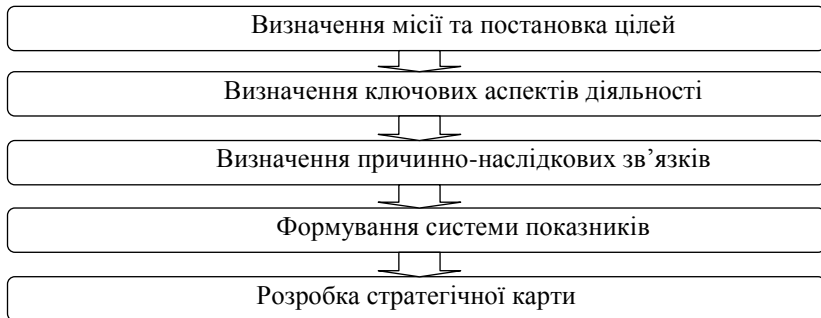 Визначення місії та постановка цілей
Визначення ключових аспектів діяльності
Визначення причинно-наслідкових зв’язків
Формування системи показників
Розробка стратегічної карти